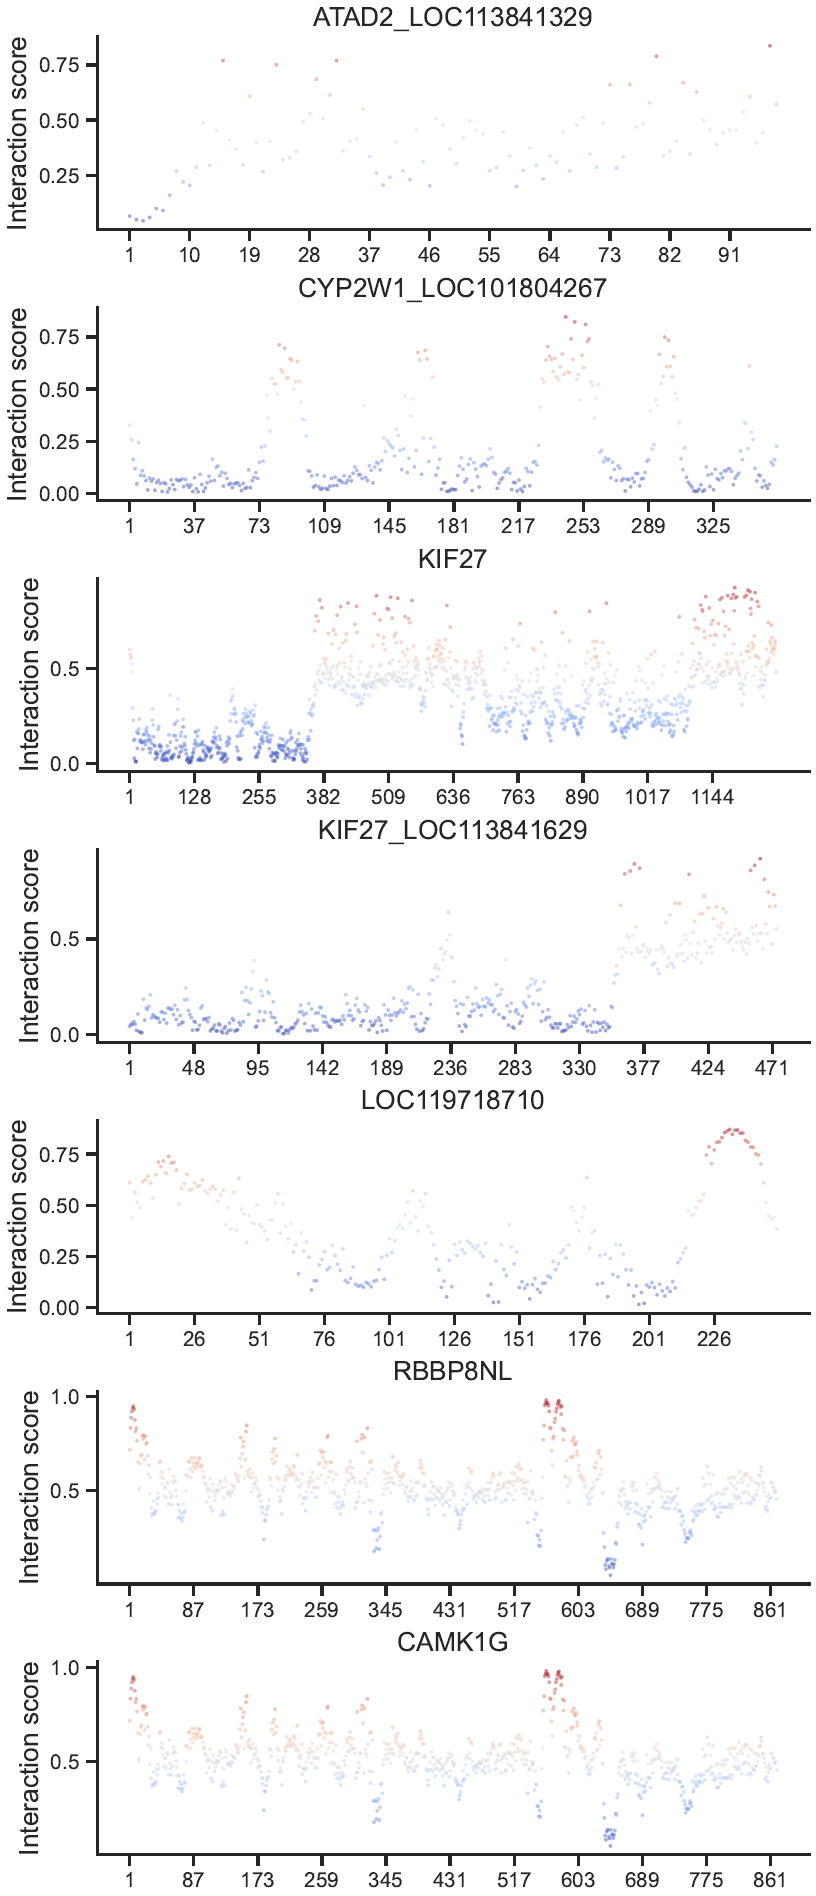 ATAD2_LOC113841329
Interaction score
0.75
0.50
0.25
1 10 19 28 37 46 55 64 73 82 91
CYP2W1_LOC101804267
Interaction score
0.75
0.50
0.25
0.00
1 37 73 109 145 181 217 253 289 325
KIF27
Interaction score
0.5
0.0
1 128 255 382 509 636 763 890 1017 1144
KIF27_LOC113841629
Interaction score
0.5
0.0
1 48 95 142 189 236 283 330 377 424 471
LOC119718710
Interaction score
0.75
0.50
0.25
0.00
1 26 51 76 101 126 151 176 201 226
RBBP8NL
Interaction score
1.0
0.5
1 87 173 259 345 431 517 603 689 775 861
CAMK1G
Interaction score
1.0
0.5
1 87 173 259 345 431 517 603 689 775 861